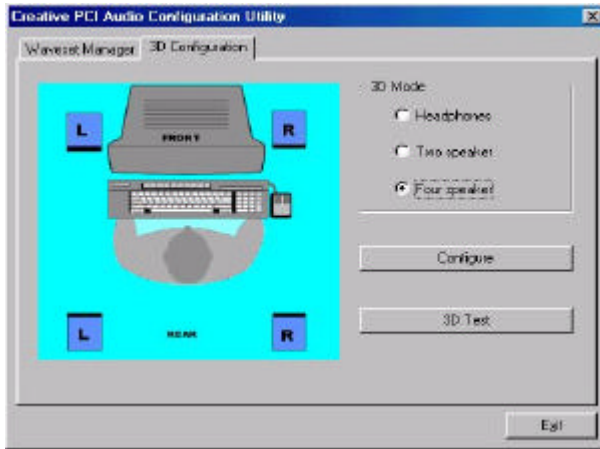 Creative PCI Audio Configuration Utility
Waveset Manager
3D Configuration
L
FRONT
R
L
REAR
R
3D Mode
Headphones
Two speaker
Four speaker
Configure
3D Test
Exit